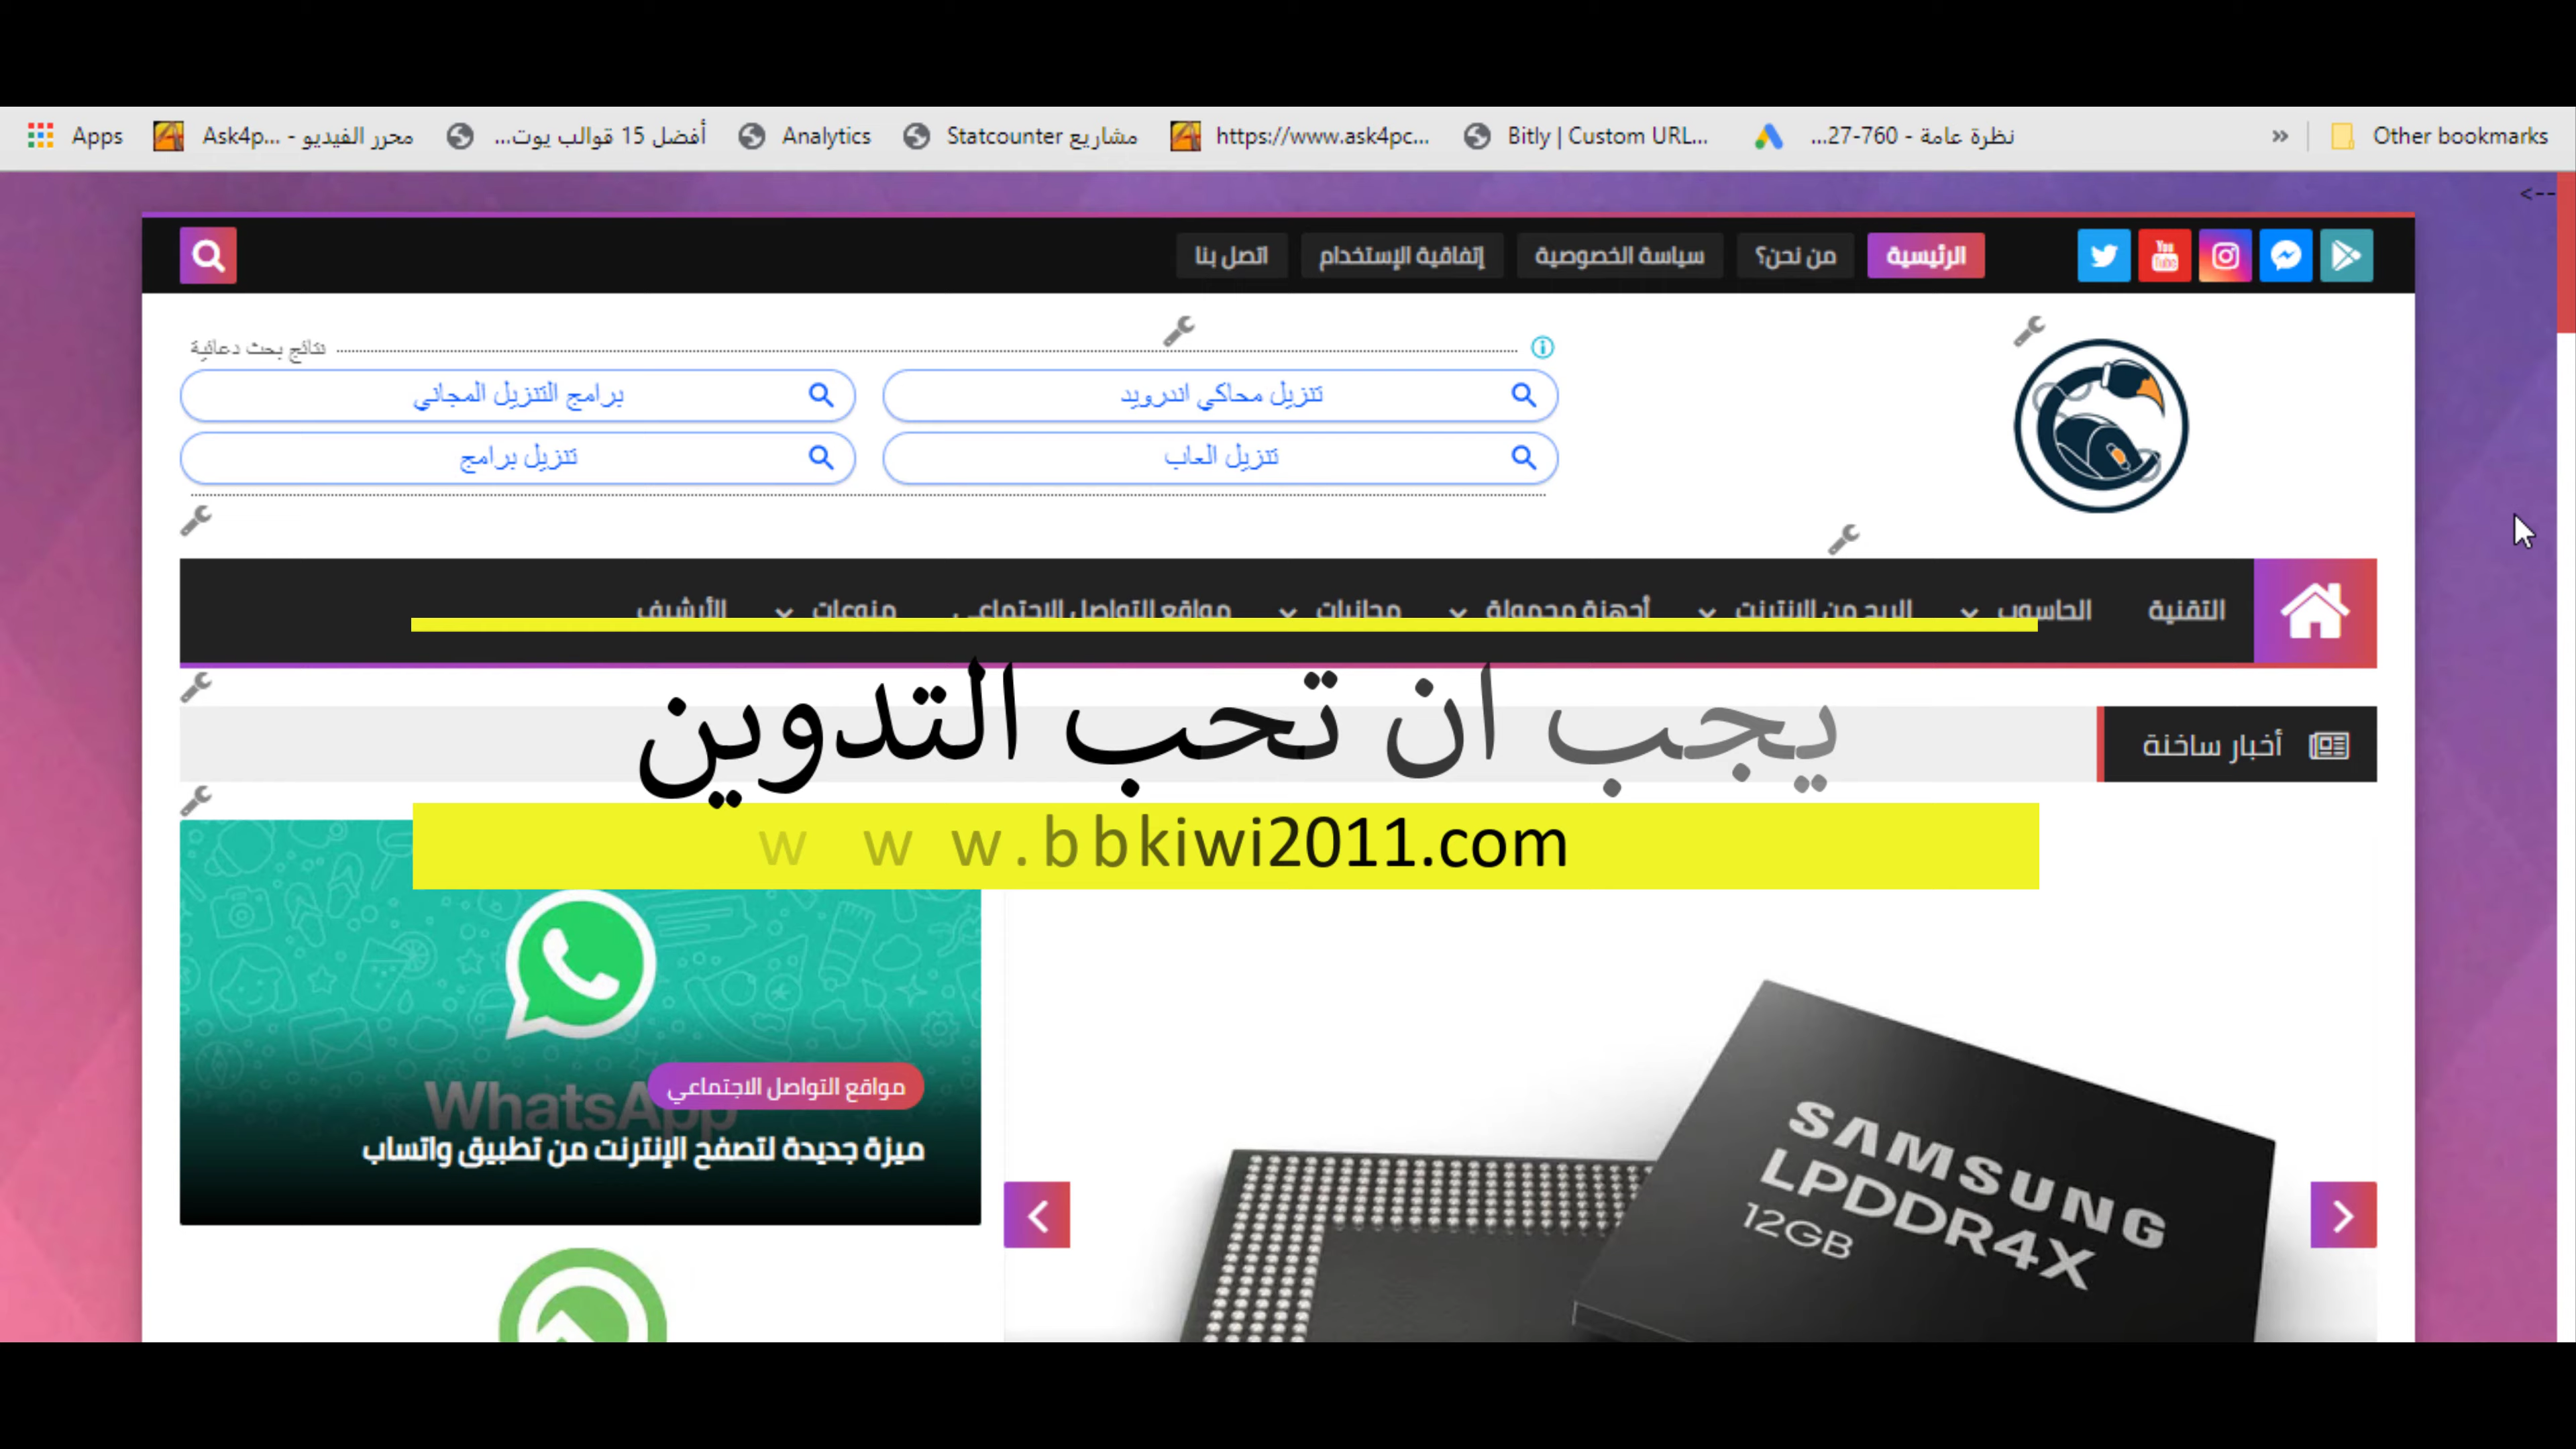 Apps محرر الفيديو - Ask4p... أفضل 15 قوالب يوت... Analytics Statcounter مشاريع https://www.ask4pc... Bitly | Custom URL... نظرة عامة - 760-27... » Other bookmarks
<--
الرئيسية من نحن؟ سياسة الخصوصية إتفاقية الإستخدام اتصل بنا
You Tube
نتائج بحث دعائية
تنزيل محاكي اندرويد برامج التنزيل المجاني
تنزيل العاب تنزيل برامج
التقنية الحاسوب الربح من الانترنت أجهزة محمولة مجانيات مواقع التواصل الاجتماعي منوعات الأرشيف
يجب ان تحب التدوين
أخبار ساخنة
www.bbkiwi2011.com
WhatsApp
مواقع التواصل الاجتماعي
ميزة جديدة لتصفح الإنترنت من تطبيق واتساب
SAMSUNG
LPDDR4X
12GB